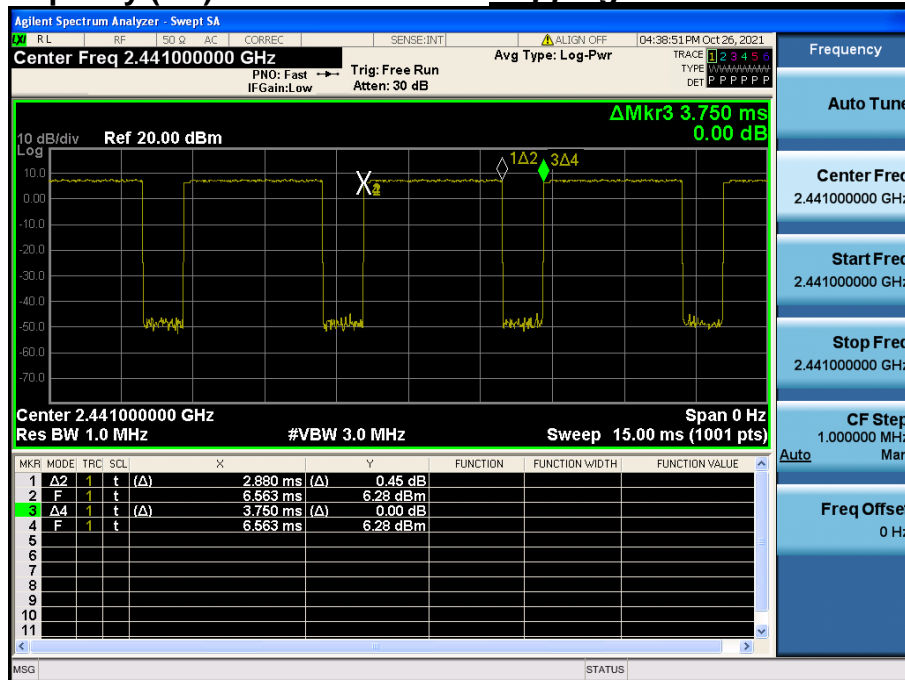 Agilent Spectrum Analyzer - Swept SA
LXI RL RF 50 Ω AC CORREC SENSE:INT ALIGN OFF 04:38:51 PM Oct 26, 2021
Center Freq 2.441000000 GHz
PNO: Fast
IFGain:Low
Trig: Free Run
Atten: 30 dB
Avg Type: Log-Pwr
TRACE 1 2 3 4 5 6
TYPE WWWWWW
DET P P P P P P
ΔMkr3 3.750 ms
0.00 dB
10 dB/div Ref 20.00 dBm
Log
1Δ2 3Δ4
10.0
0.00
-10.0
-20.0
-30.0
-40.0
-50.0
-60.0
-70.0
X
Center 2.441000000 GHz Span 0 Hz
Res BW 1.0 MHz #VBW 3.0 MHz Sweep 15.00 ms (1001 pts)
MKR MODE TRC SCL X Y FUNCTION FUNCTION WIDTH FUNCTION VALUE
1 Δ2 1 t (Δ) 2.880 ms (Δ) 0.45 dB
2 F 1 t 6.563 ms 6.28 dBm
3 Δ4 1 t (Δ) 3.750 ms (Δ) 0.00 dB
4 F 1 t 6.563 ms 6.28 dBm
5
6
7
8
9
10
11
MSG STATUS
Frequency
Auto Tune
Center Freq
2.441000000 GHz
Start Freq
2.441000000 GHz
Stop Freq
2.441000000 GHz
CF Step
1.000000 MHz
Auto Man
Freq Offset
0 Hz